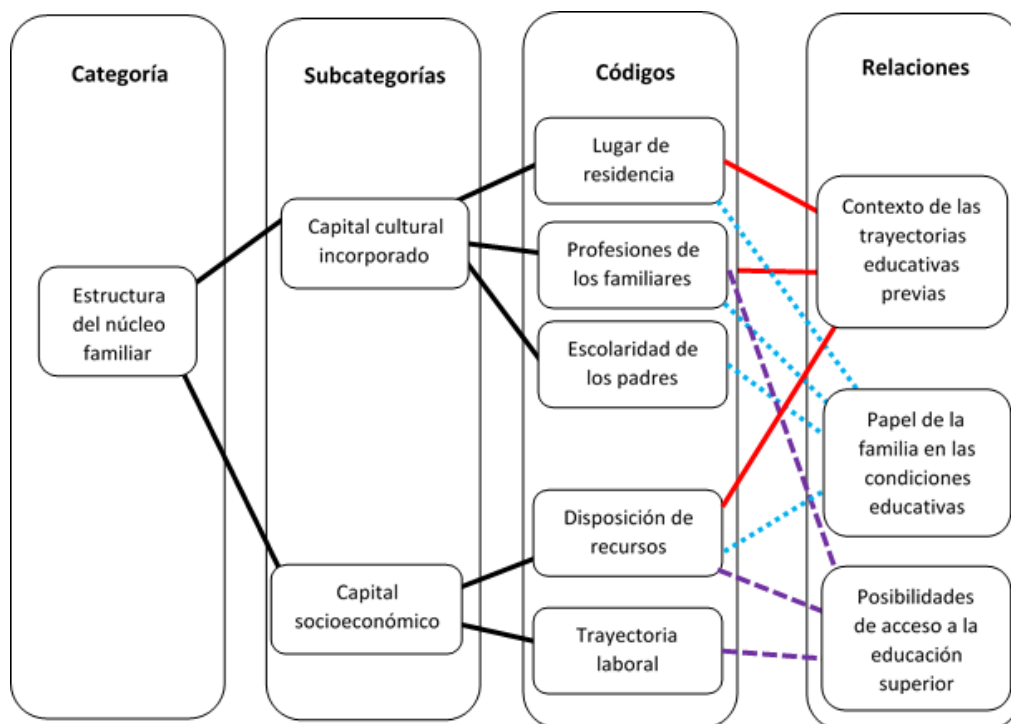 Categoría
Subcategorías
Códigos
Relaciones
Estructura
del núcleo
familiar
Capital cultural
incorporado
Capital
socioeconómico
Lugar de
residencia
Profesiones de
los familiares
Escolaridad de
los padres
Disposición de
recursos
Trayectoria
laboral
Contexto de las
trayectorias
educativas
previas
Papel de la
familia en las
condiciones
educativas
Posibilidades
de acceso a la
educación
superior